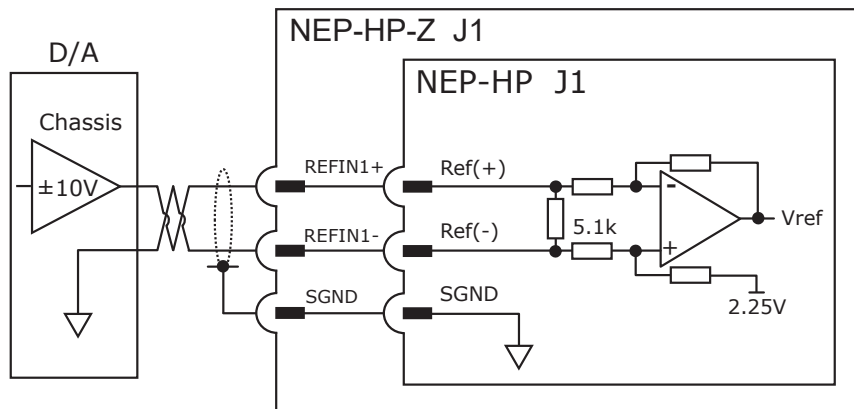 NEP-HP-Z J1
D/A
NEP-HP J1
Chassis
±10V
REFIN1+
Ref(+)
-
Vref
5.1k
REFIN1-
Ref(-)
+
SGND
SGND
2.25V